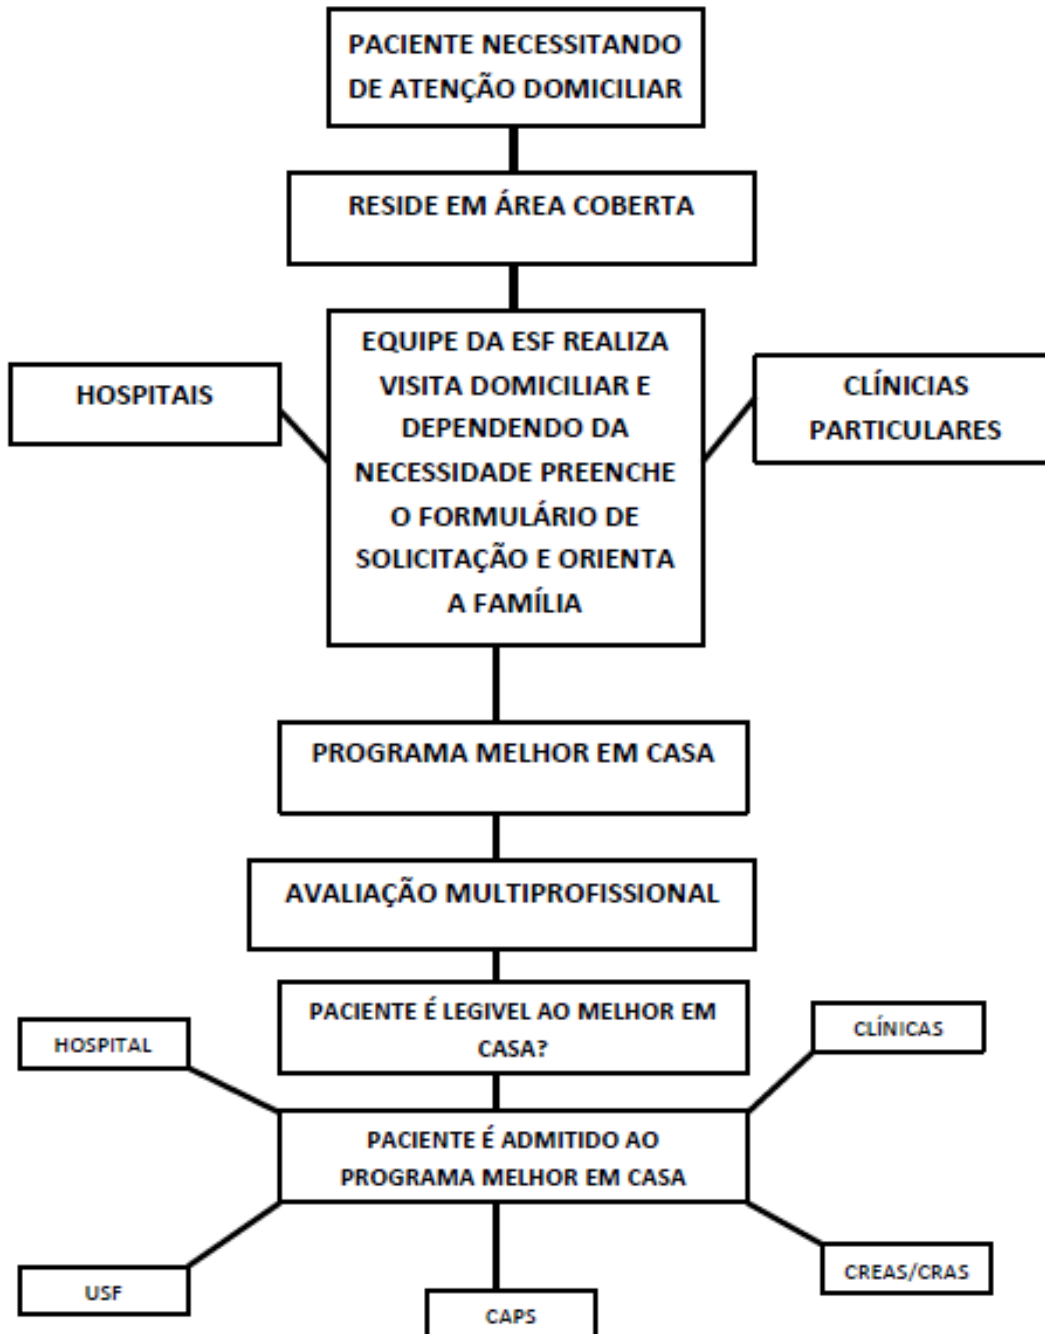 PACIENTE NECESSITANDO
DE ATENÇÃO DOMICILIAR
RESIDE EM ÁREA COBERTA
EQUIPE DA ESF REALIZA
VISITA DOMICILIAR E
DEPENDENDO DA
NECESSIDADE PREENCHE
O FORMULÁRIO DE
SOLICITAÇÃO E ORIENTA
A FAMÍLIA
HOSPITAIS
CLÍNICIAS
PARTICULARES
PROGRAMA MELHOR EM CASA
AVALIAÇÃO MULTIPROFISSIONAL
PACIENTE É LEGIVEL AO MELHOR EM
CASA?
HOSPITAL
CLÍNICAS
PACIENTE É ADMITIDO AO
PROGRAMA MELHOR EM CASA
USF
CAPS
CREAS/CRAS